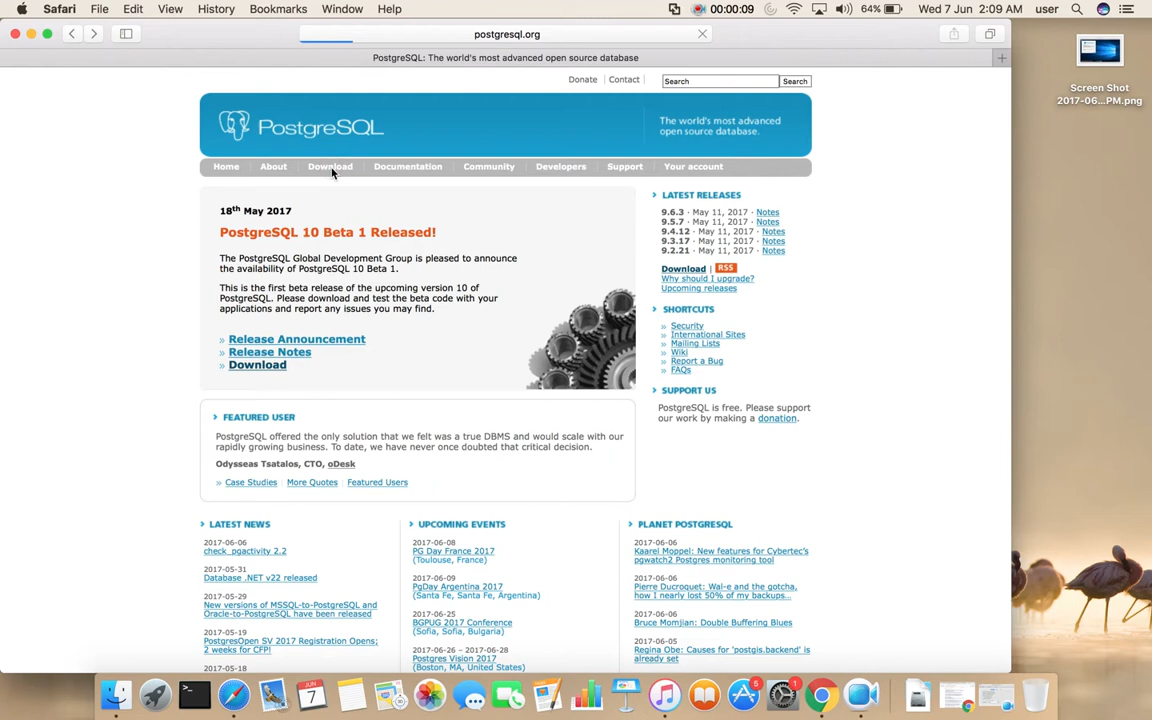 Safari File Edit View History Bookmarks Window Help 00:00:09 64% Wed 7 Jun 2:09 AM user
postgresql.org
PostgreSQL: The world's most advanced open source database
Donate Contact Search Search
PostgreSQL
The world's most advanced
open source database.
Home About Download Documentation Community Developers Support Your account
18th May 2017
PostgreSQL 10 Beta 1 Released!
The PostgreSQL Global Development Group is pleased to announce
the availability of PostgreSQL 10 Beta 1.
This is the first beta release of the upcoming version 10 of
PostgreSQL. Please download and test the beta code with your
applications and report any issues you may find.
» Release Announcement
» Release Notes
» Download
LATEST RELEASES
9.6.3 · May 11, 2017 · Notes
9.5.7 · May 11, 2017 · Notes
9.4.12 · May 11, 2017 · Notes
9.3.17 · May 11, 2017 · Notes
9.2.21 · May 11, 2017 · Notes
Download | RSS
Why should I upgrade?
Upcoming releases
SHORTCUTS
» Security
» International Sites
» Mailing Lists
» Wiki
» Report a Bug
» FAQs
SUPPORT US
PostgreSQL is free. Please support
our work by making a donation.
FEATURED USER
PostgreSQL offered the only solution that we felt was a true DBMS and would scale with our
rapidly growing business. To date, we have never once doubted that critical decision.
Odysseas Tsatalos, CTO, oDesk
» Case Studies | More Quotes | Featured Users
LATEST NEWS
2017-06-06
check_pgactivity 2.2
2017-05-31
Database .NET v22 released
2017-05-29
New versions of MSSQL-to-PostgreSQL and
Oracle-to-PostgreSQL have been released
2017-05-19
PostgresOpen SV 2017 Registration Opens;
2 weeks for CFP!
2017-05-18
UPCOMING EVENTS
2017-06-08
PG Day France 2017
(Toulouse, France)
2017-06-09
PgDay Argentina 2017
(Santa Fe, Santa Fe, Argentina)
2017-06-25
BGPUG 2017 Conference
(Sofia, Sofia, Bulgaria)
2017-06-26 – 2017-06-28
Postgres Vision 2017
(Boston, MA, United States)
PLANET POSTGRESQL
2017-06-06
Kaarel Moppel: New features for Cybertec's
pgwatch2 Postgres monitoring tool
2017-06-06
Pierre Ducroquet: Wal-e and the gotcha,
how I nearly lost 50% of my backups...
2017-06-06
Bruce Momjian: Double Buffering Blues
2017-06-05
Regina Obe: Causes for 'postgis.backend' is
already set
Screen Shot
2017-06...PM.png
7
5
1